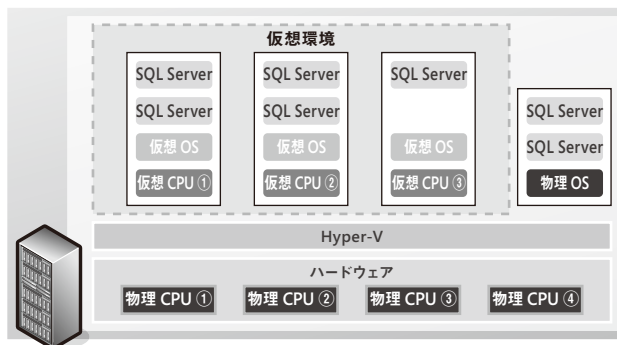 仮想環境
SQL Server
SQL Server
仮想 OS
仮想 CPU ①
SQL Server
SQL Server
仮想 OS
仮想 CPU ②
SQL Server
仮想 OS
仮想 CPU ③
SQL Server
SQL Server
物理 OS
Hyper-V
ハードウェア
物理 CPU ①
物理 CPU ②
物理 CPU ③
物理 CPU ④